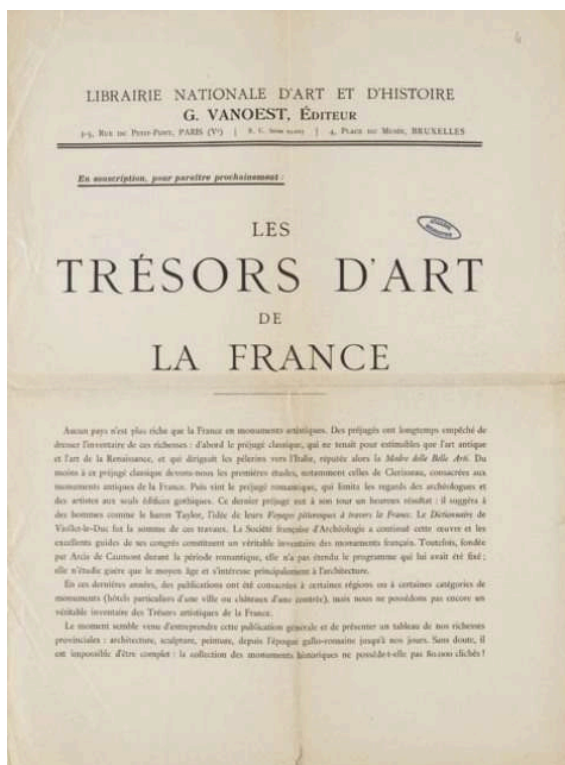 LIBRAIRIE NATIONALE D'ART ET D'HISTOIRE
G. VANOEST, ÉDITEUR
3-5, RUE DU PETIT-PONT, PARIS (Vᵉ) | R. C. Seine | 4, PLACE DU MUSÉE, BRUXELLES
En souscription, pour paraître prochainement :
LES
TRÉSORS D'ART
DE
LA FRANCE
Aucun pays n'est plus riche que la France en monuments artistiques. Des préjugés ont longtemps empêché de
dresser l'inventaire de ces richesses : d'abord le préjugé classique, qui ne tenait pour estimables que l'art antique
et l'art de la Renaissance, et qui dirigeait les pèlerins vers l'Italie, réputée alors la Madre delle Belle Arti. Du
moins à ce préjugé classique devons-nous les premières études, notamment celles de Clerisseau, consacrées aux
monuments antiques de la France. Puis vint le préjugé romantique, qui limita les regards des archéologues et
des artistes aux seuls édifices gothiques. Ce dernier préjugé eut à son tour un heureux résultat : il suggéra à
des hommes comme le baron Taylor, l'idée de leurs Voyages pittoresques à travers la France. Le Dictionnaire de
Viollet-le-Duc fut la somme de ces travaux. La Société française d'Archéologie a continué cette œuvre et les
excellents guides de ses congrès constituent un véritable inventaire des monuments français. Toutefois, fondée
par Arcis de Caumont durant la période romantique, elle n'a pas étendu le programme qui lui avait été fixé ;
elle n'étudie guère que le moyen âge et s'intéresse principalement à l'architecture.
En ces dernières années, des publications ont été consacrées à certaines régions ou à certaines catégories de
monuments (hôtels particuliers d'une ville ou châteaux d'une contrée), mais nous ne possédons pas encore un
véritable inventaire des Trésors artistiques de la France.
Le moment semble venu d'entreprendre cette publication générale et de présenter un tableau de nos richesses
provinciales : architecture, sculpture, peinture, depuis l'époque gallo-romaine jusqu'à nos jours. Sans doute, il
est impossible d'être complet : la collection des monuments historiques ne possède-t-elle pas 80.000 clichés !